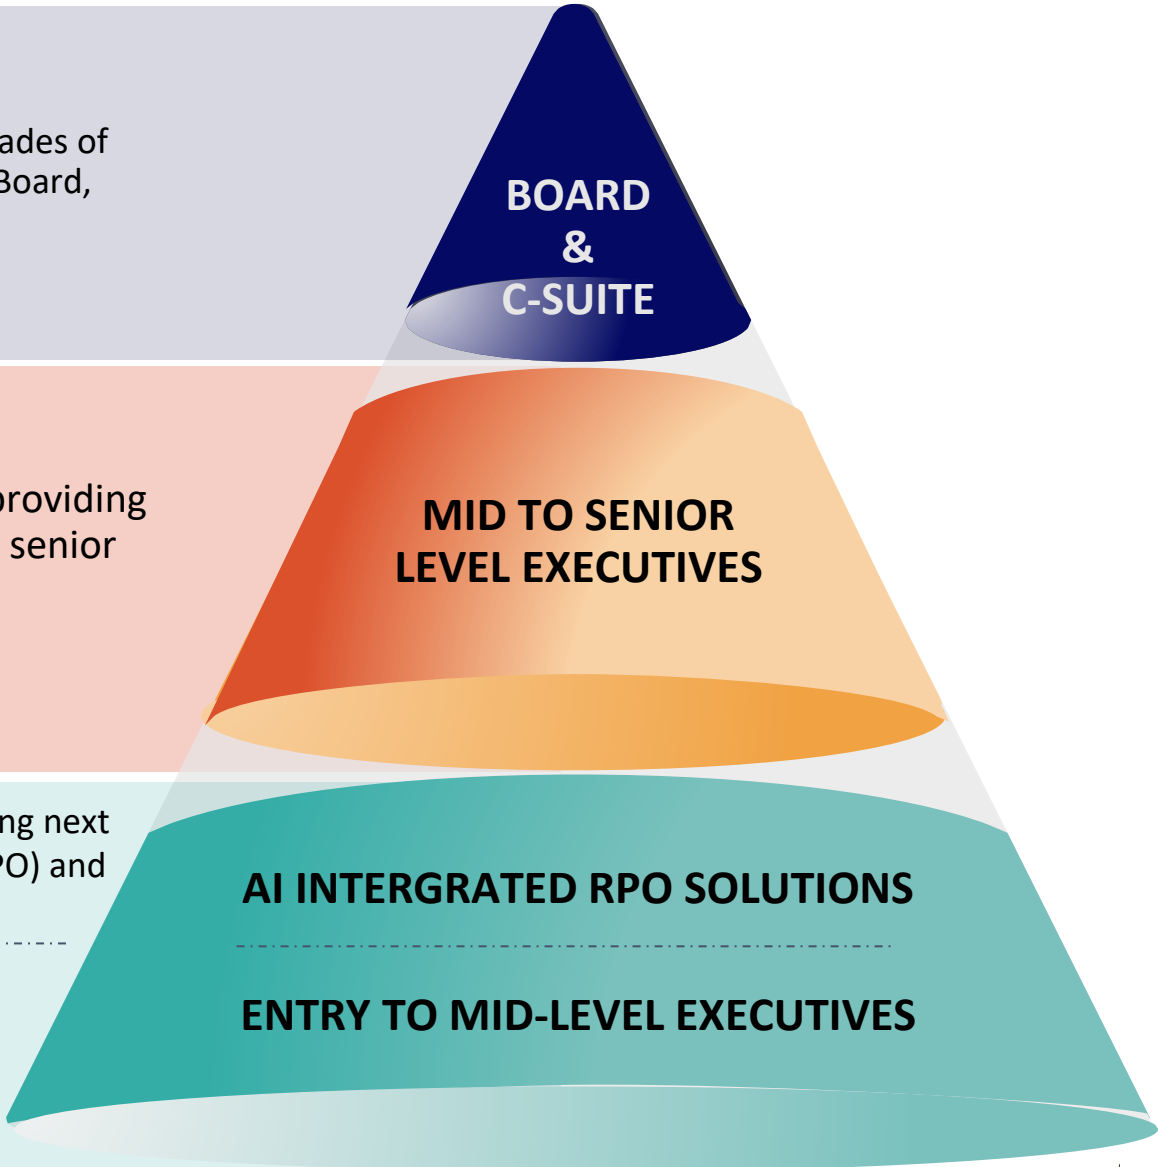 ades of
Board,
BOARD
&
C-SUITE
providing
senior
MID TO SENIOR
LEVEL EXECUTIVES
ng next
PO) and
AI INTERGRATED RPO SOLUTIONS
ENTRY TO MID-LEVEL EXECUTIVES